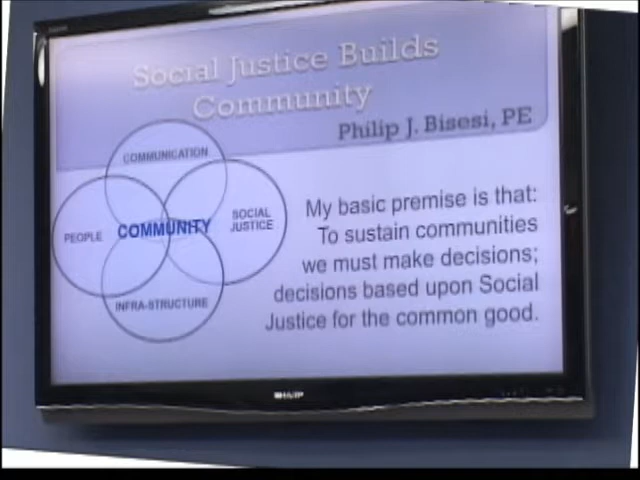 Social Justice Builds
Community
Philip J. Bisesi, PE
COMMUNICATION
PEOPLE
COMMUNITY
SOCIAL
JUSTICE
INFRA-STRUCTURE
My basic premise is that:
To sustain communities
we must make decisions;
decisions based upon Social
Justice for the common good.